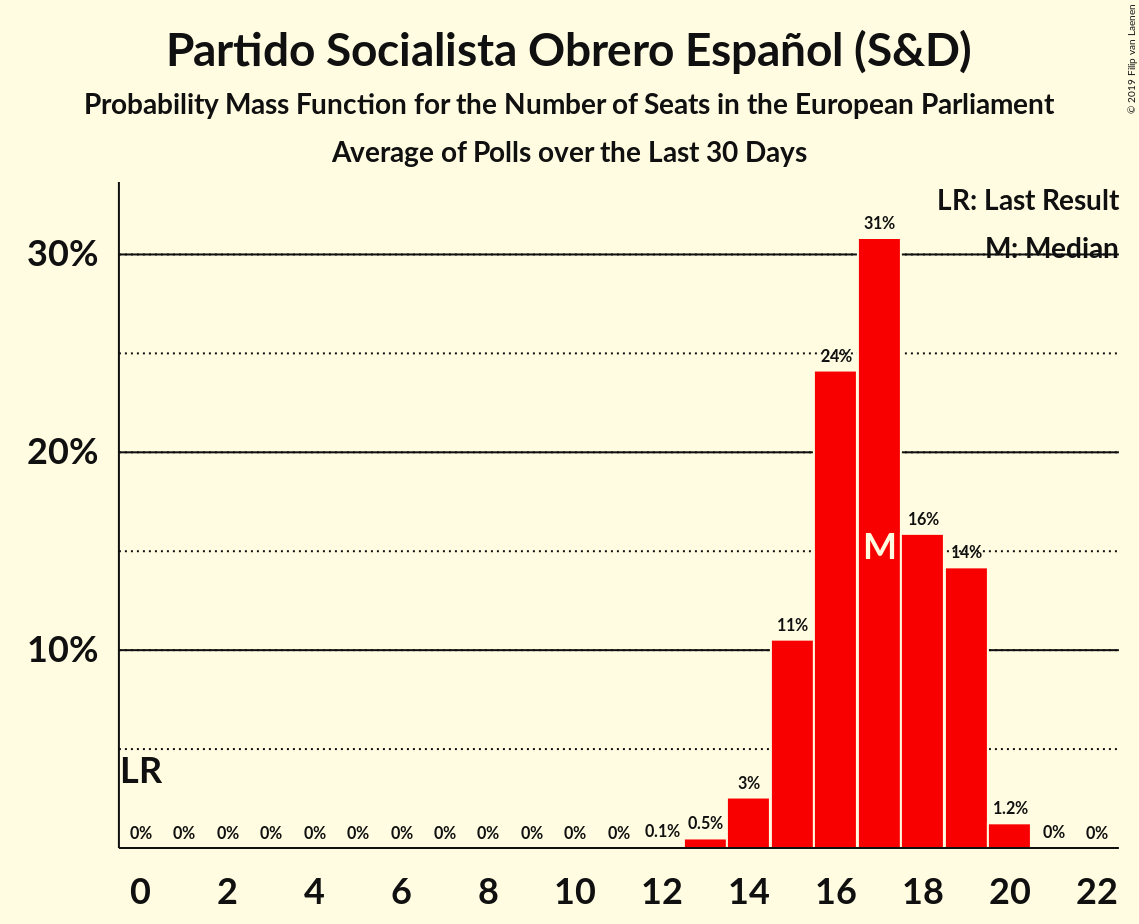 Partido Socialista Obrero Español (S&D)
Probability Mass Function for the Number of Seats in the European Parliament
Average of Polls over the Last 30 Days
© 2019 Filip van Laenen
LR: Last Result
M: Median
30%
20%
10%
31%
24%
16%
14%
11%
3%
1.2%
0.5%
0.1%
M
LR
0% 0% 0% 0% 0% 0% 0% 0% 0% 0% 0% 0% 0% 0%
0 2 4 6 8 10 12 14 16 18 20 22